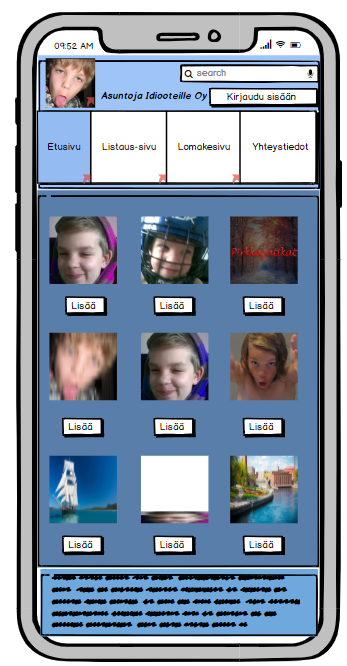 09:52 AM
search
Asuntoja Idiooteille Oy
Kirjaudu sisään
Etusivu
Listaus-sivu
Lomakesivu
Yhteystiedot
Pirkkapatikat
Lisää
Lisää
Lisää
Lisää
Lisää
Lisää
Lisää
Lisää
Lisää